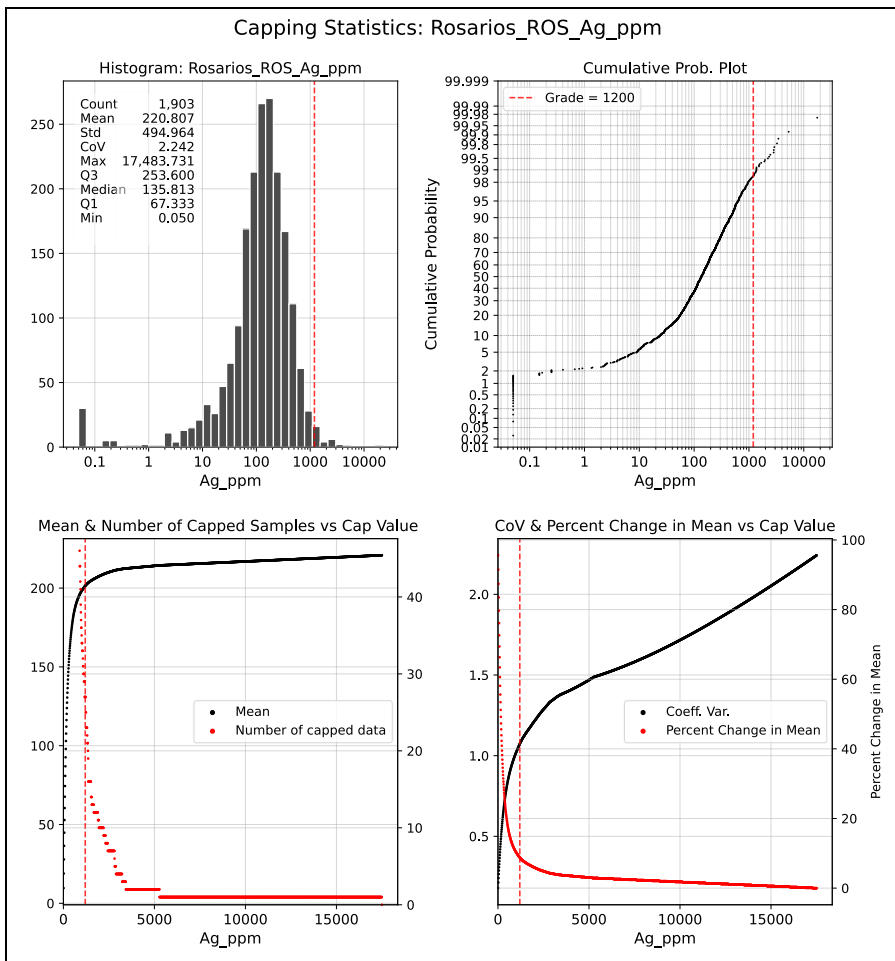 Capping Statistics: Rosarios_ROS_Ag_ppm
Histogram: Rosarios_ROS_Ag_ppm
Count 1,903
Mean 220.807
Std 494.964
CoV 2.242
Max 17,483.731
Q3 253.600
Median 135.813
Q1 67.333
Min 0.050
250
200
150
100
50
0
0.1 1 10 100 1000 10000
Ag_ppm
Cumulative Prob. Plot
Grade = 1200
Cumulative Probability
99.999
99.99
99.98
99.95
99.9
99.8
99.5
99
98
95
90
80
70
60
50
40
30
20
10
5
2
1
0.5
0.2
0.1
0.05
0.02
0.01
0.1 1 10 100 1000 10000
Ag_ppm
Mean & Number of Capped Samples vs Cap Value
200
150
100
50
0
Mean
Number of capped data
40
30
20
10
0
0 5000 10000 15000
Ag_ppm
CoV & Percent Change in Mean vs Cap Value
2.0
1.5
1.0
0.5
Coeff. Var.
Percent Change in Mean
100
80
60
40
20
0
Percent Change in Mean
0 5000 10000 15000
Ag_ppm